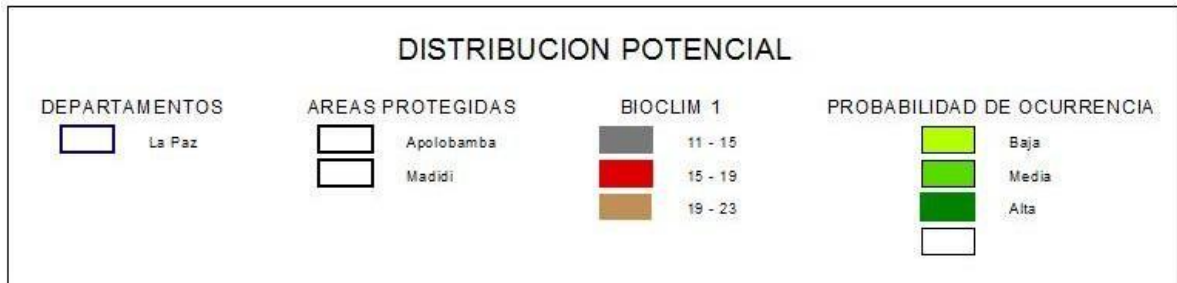 DISTRIBUCION POTENCIAL
DEPARTAMENTOS
La Paz
AREAS PROTEGIDAS
Apolobamba
Madidi
BIOCLIM 1
11 - 15
15 - 19
19 - 23
PROBABILIDAD DE OCURRENCIA
Baja
Media
Alta